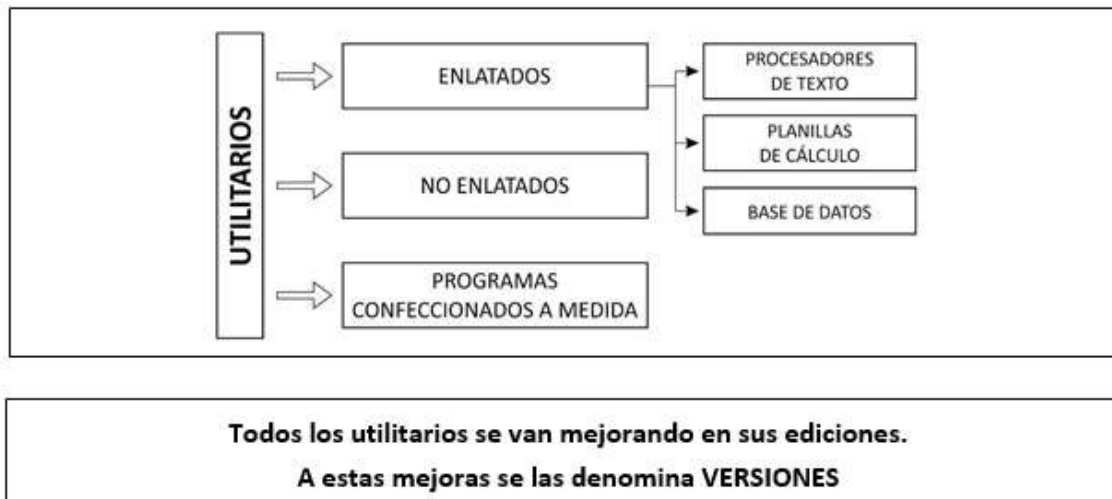 UTILITARIOS
ENLATADOS
PROCESADORES
DE TEXTO
PLANILLAS
DE CÁLCULO
BASE DE DATOS
NO ENLATADOS
PROGRAMAS
CONFECCIONADOS A MEDIDA
Todos los utilitarios se van mejorando en sus ediciones.
A estas mejoras se las denomina VERSIONES